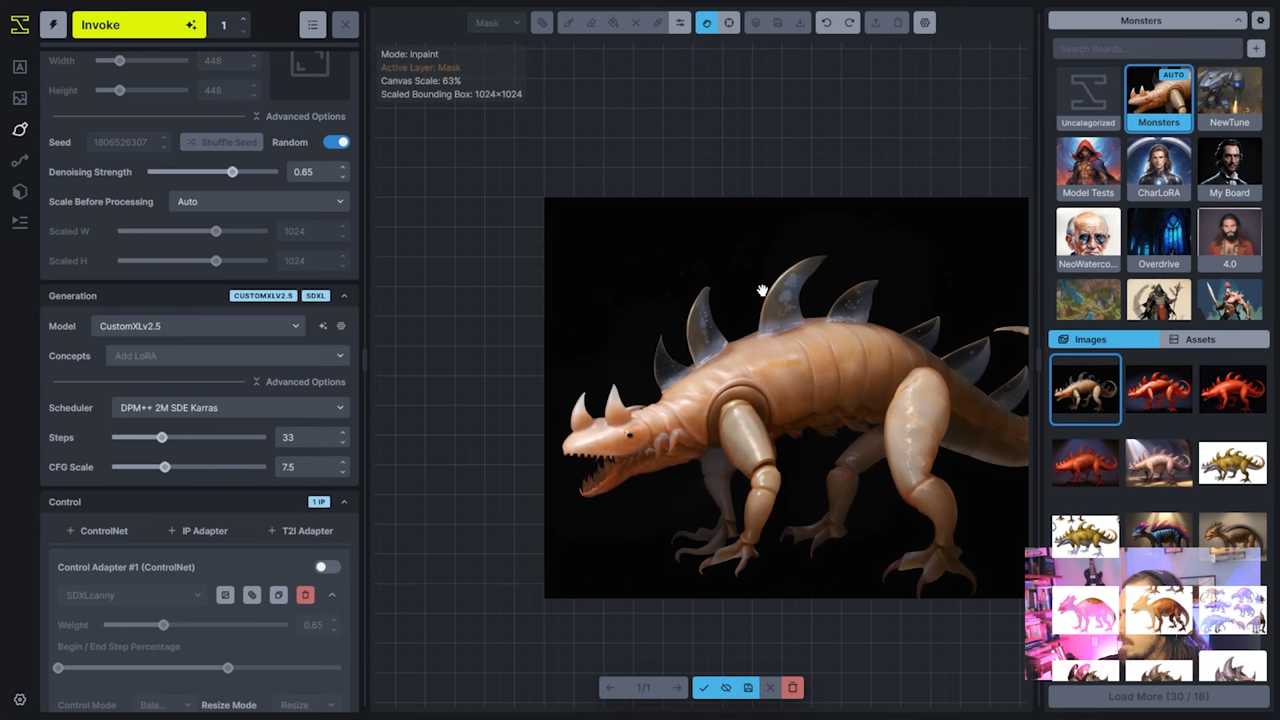 Invoke
1
Mask
Monsters
Mode: inpaint
Active Layer: Mask
Canvas Scale: 63%
Scaled Bounding Box: 1024×1024
Search Boards...
Width 448
Height 448
Advanced Options
Seed 1806526307 Shuffle Seed Random
Denoising Strength 0.65
Scale Before Processing Auto
Scaled W 1024
Scaled H 1024
Generation CUSTOMXLV2.5 SDXL
Model CustomXLv2.5
Concepts Add LoRA
Advanced Options
Scheduler DPM++ 2M SDE Karras
Steps 33
CFG Scale 7.5
Control 1 IP
+ ControlNet + IP Adapter + T2I Adapter
Control Adapter #1 (ControlNet)
SDXLcanny
Weight 0.65
Begin / End Step Percentage
Control Mode Bala... Resize Mode Resize
1/1
AUTO
Uncategorized Monsters NewTune
Model Tests CharLoRA My Board
NeoWaterco... Overdrive 4.0
Images Assets
Load More (30 / 16)